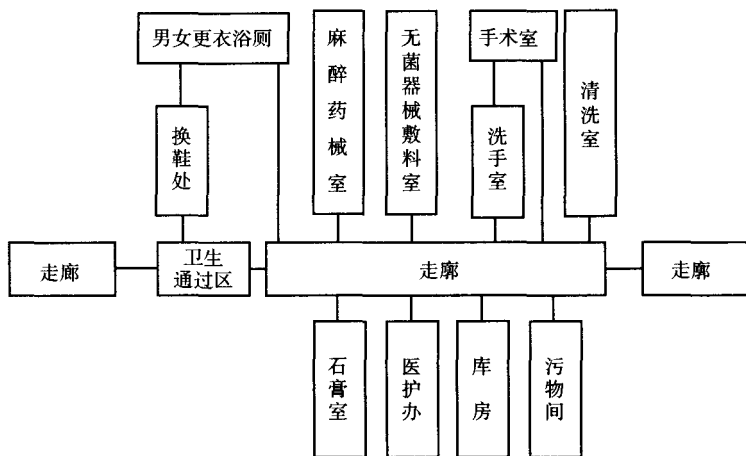 男女更衣浴厕
麻醉药械室
无菌器械敷料室
手术室
清洗室
换鞋处
洗手室
走廊
卫生
通过区
走廓
走廓
石膏室
医护办
库房
污物间